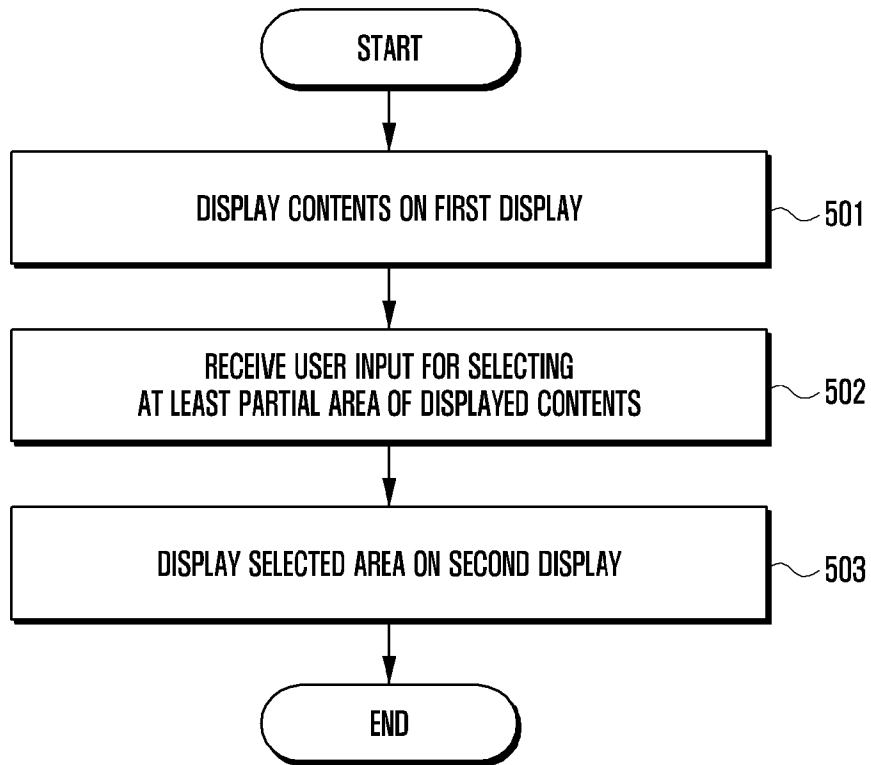 START
DISPLAY CONTENTS ON FIRST DISPLAY
501
RECEIVE USER INPUT FOR SELECTING
AT LEAST PARTIAL AREA OF DISPLAYED CONTENTS
502
DISPLAY SELECTED AREA ON SECOND DISPLAY
503
END